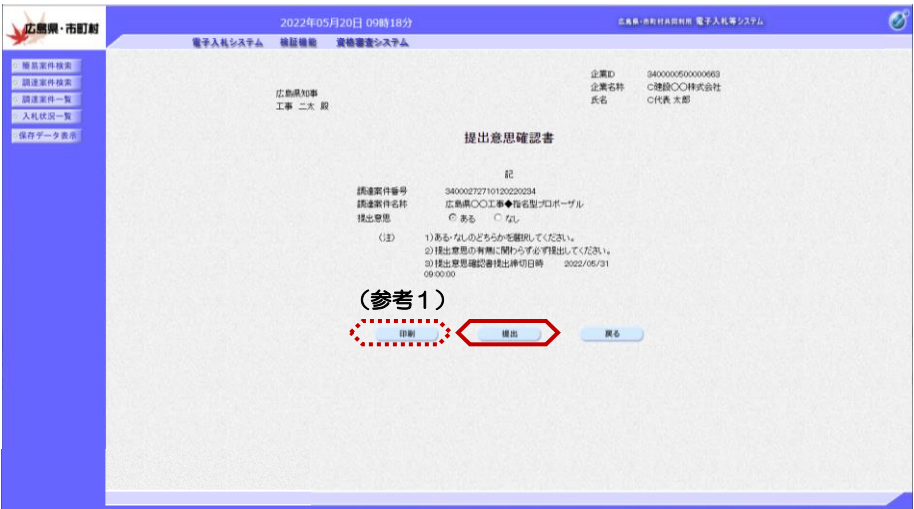 広島県・市町村
2022年05月20日 09時18分
広島県・市町村共同利用 電子入札等システム
電子入札システム 検証機能 資格審査システム
簡易案件検索
調達案件検索
調達案件一覧
入札状況一覧
保存データ表示
企業ID 3400000500000663
企業名称 C建設〇〇株式会社
氏名 C代表 太郎
広島県知事
工事 二太 殿
提出意思確認書
記
調達案件番号 34000272710120220234
調達案件名称 広島県〇〇工事◆指名型プロポーザル
提出意思 ある なし
(注) 1)ある・なしのどちらかを選択してください。
2)提出意思の有無に関わらず必ず提出してください。
3)提出意思確認書提出締切日時 2022/05/31
09:00:00
(参考1)
印刷 提出 戻る